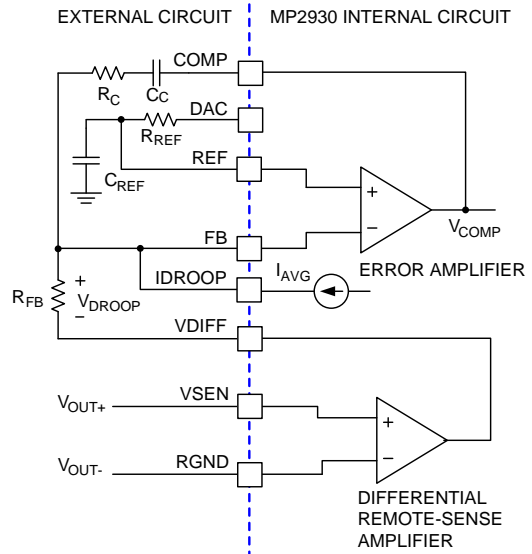 EXTERNAL CIRCUIT
MP2930 INTERNAL CIRCUIT
COMP
RC
CC
DAC
RREF
REF
CREF
+
−
VCOMP
FB
ERROR AMPLIFIER
IDROOP
IAVG
RFB
+
VDROOP
−
VDIFF
VSEN
VOUT+
+
−
RGND
VOUT-
DIFFERENTIAL
REMOTE-SENSE
AMPLIFIER